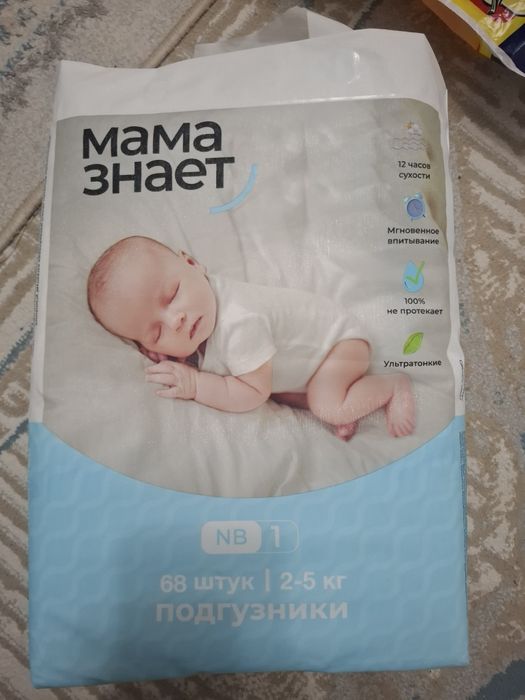 мама
знает
12 часов
сухости
Мгновенное
впитывание
100%
не протекает
Ультратонкие
NB 1
68 штук | 2-5 кг
подгузники